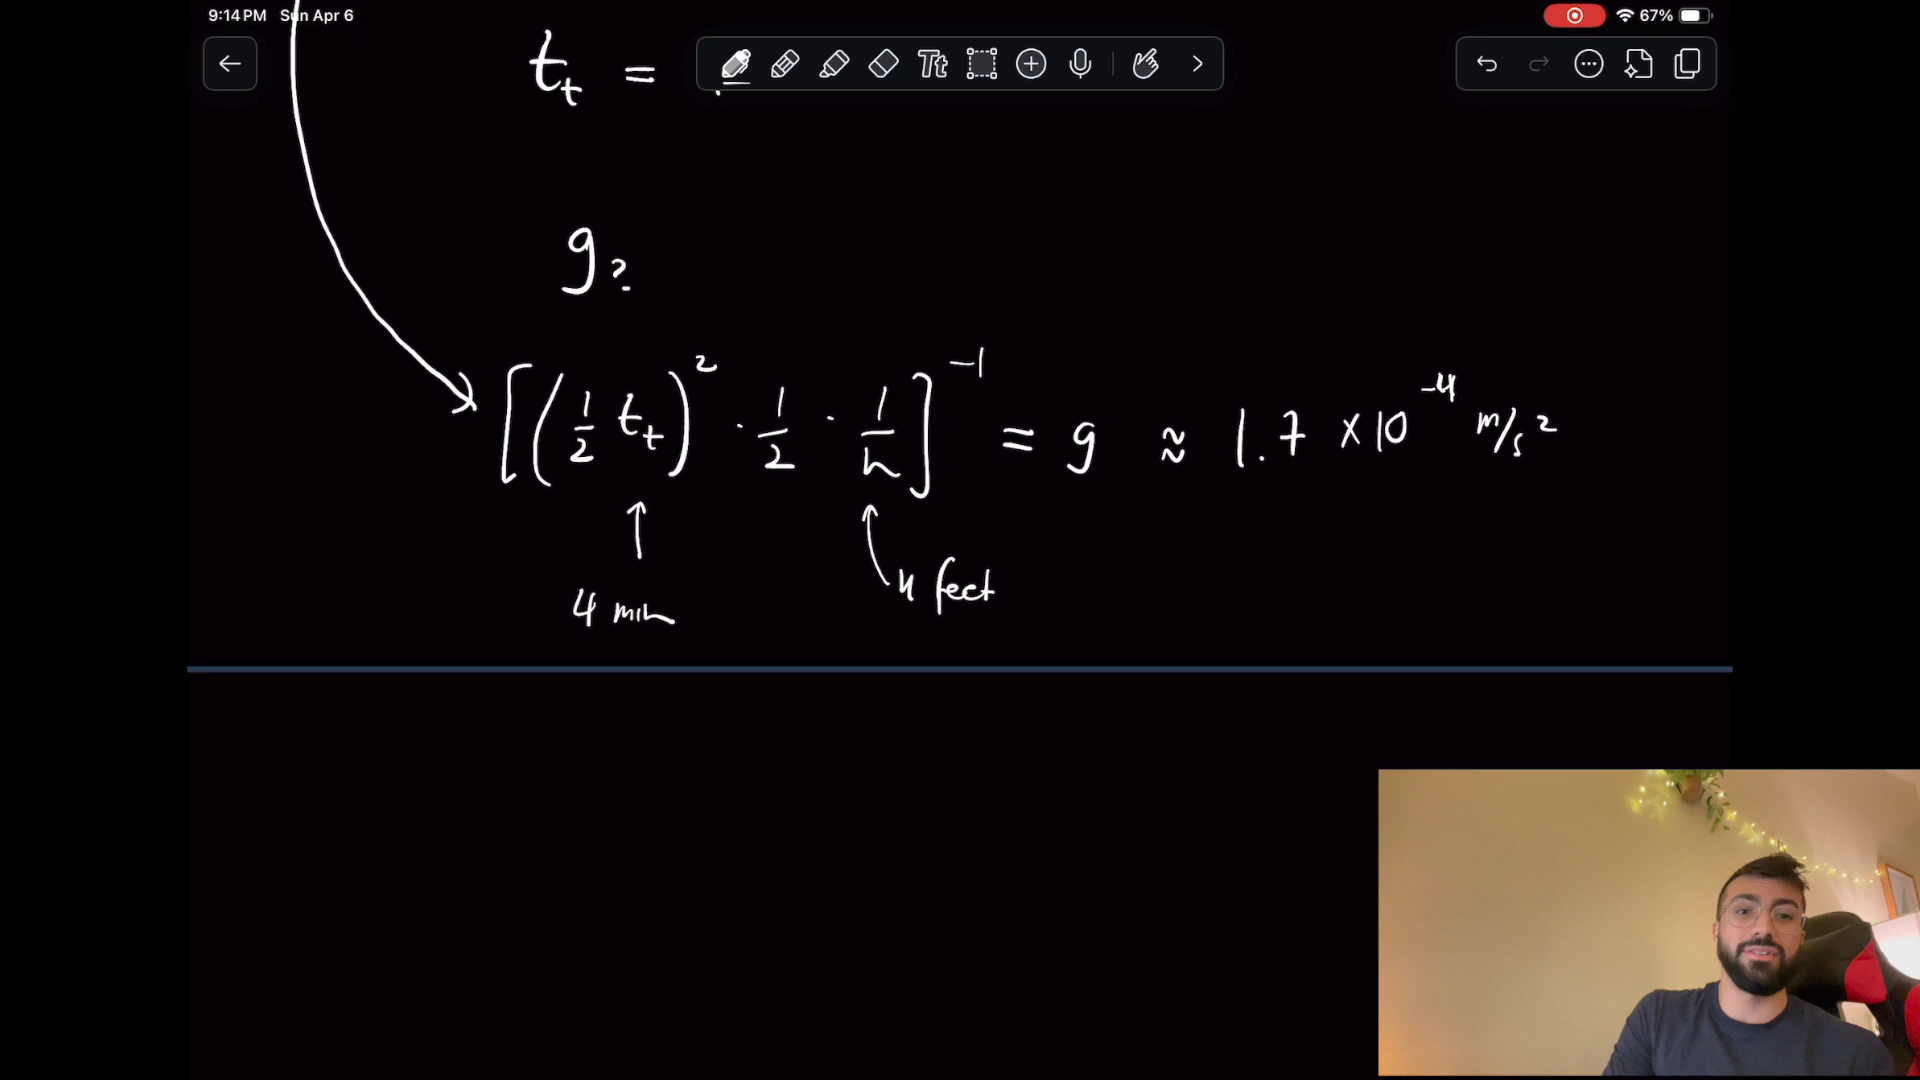 9:14 PM Sun Apr 6
67%
Tt
t_t =
g?
[(1/2 t_t)^2 · 1/2 · 1/h]^-1 = g ≈ 1.7 × 10^-4 m/s^2
4 min
4 feet